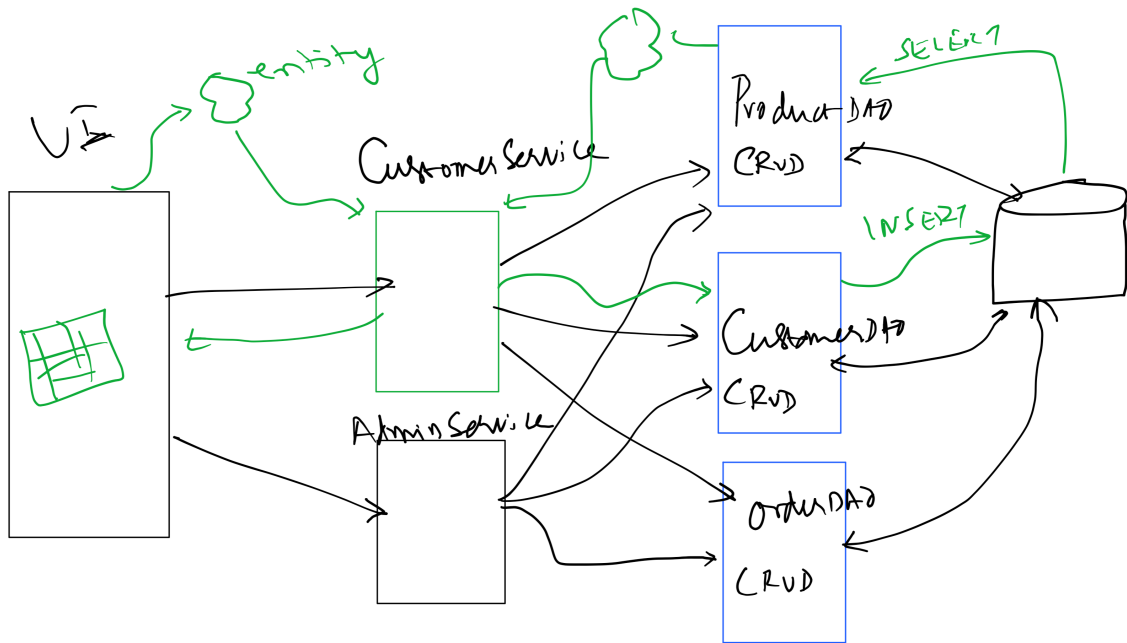 UI
entity
CustomerService
AdminService
ProductDAO
CRUD
CustomerDAO
CRUD
OrderDAO
CRUD
SELECT
INSERT